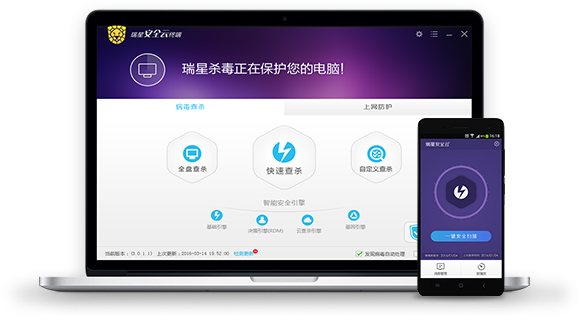 瑞星 安全云 终端
瑞星杀毒正在保护您的电脑!
病毒查杀
上网防护
全盘查杀
快速查杀
自定义查杀
智能安全引擎
基础引擎
决策引擎(RDM)
云查杀引擎
基因引擎
当前版本: (3.0.1.1) 上次更新: 2016-03-14 19:52:00 检测更新
发现病毒自动处理
16:18
瑞星安全云
一键安全扫描